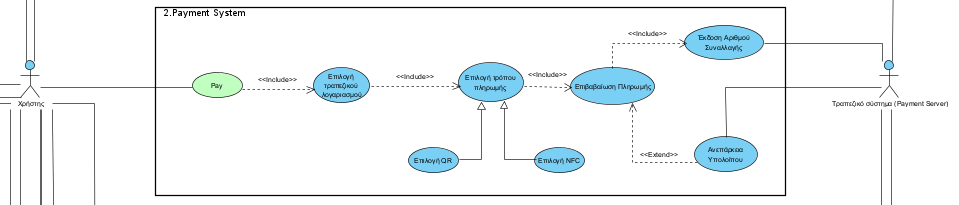 2.Payment System
Έκδοση Αριθμού
Συναλλαγής
<<Include>>
Pay
<<Include>>
Επιλογή
τραπεζικού
λογαριασμού
<<Include>>
Επιλογή τρόπου
πληρωμής
<<Include>>
Επιβαβαίωση Πληρωμής
Χρήστης
Τραπεζικό σύστημα (Payment Server)
Επιλογή QR
Επιλογή NFC
<<Extend>>
Ανεπάρκεια
Υπολοίπου